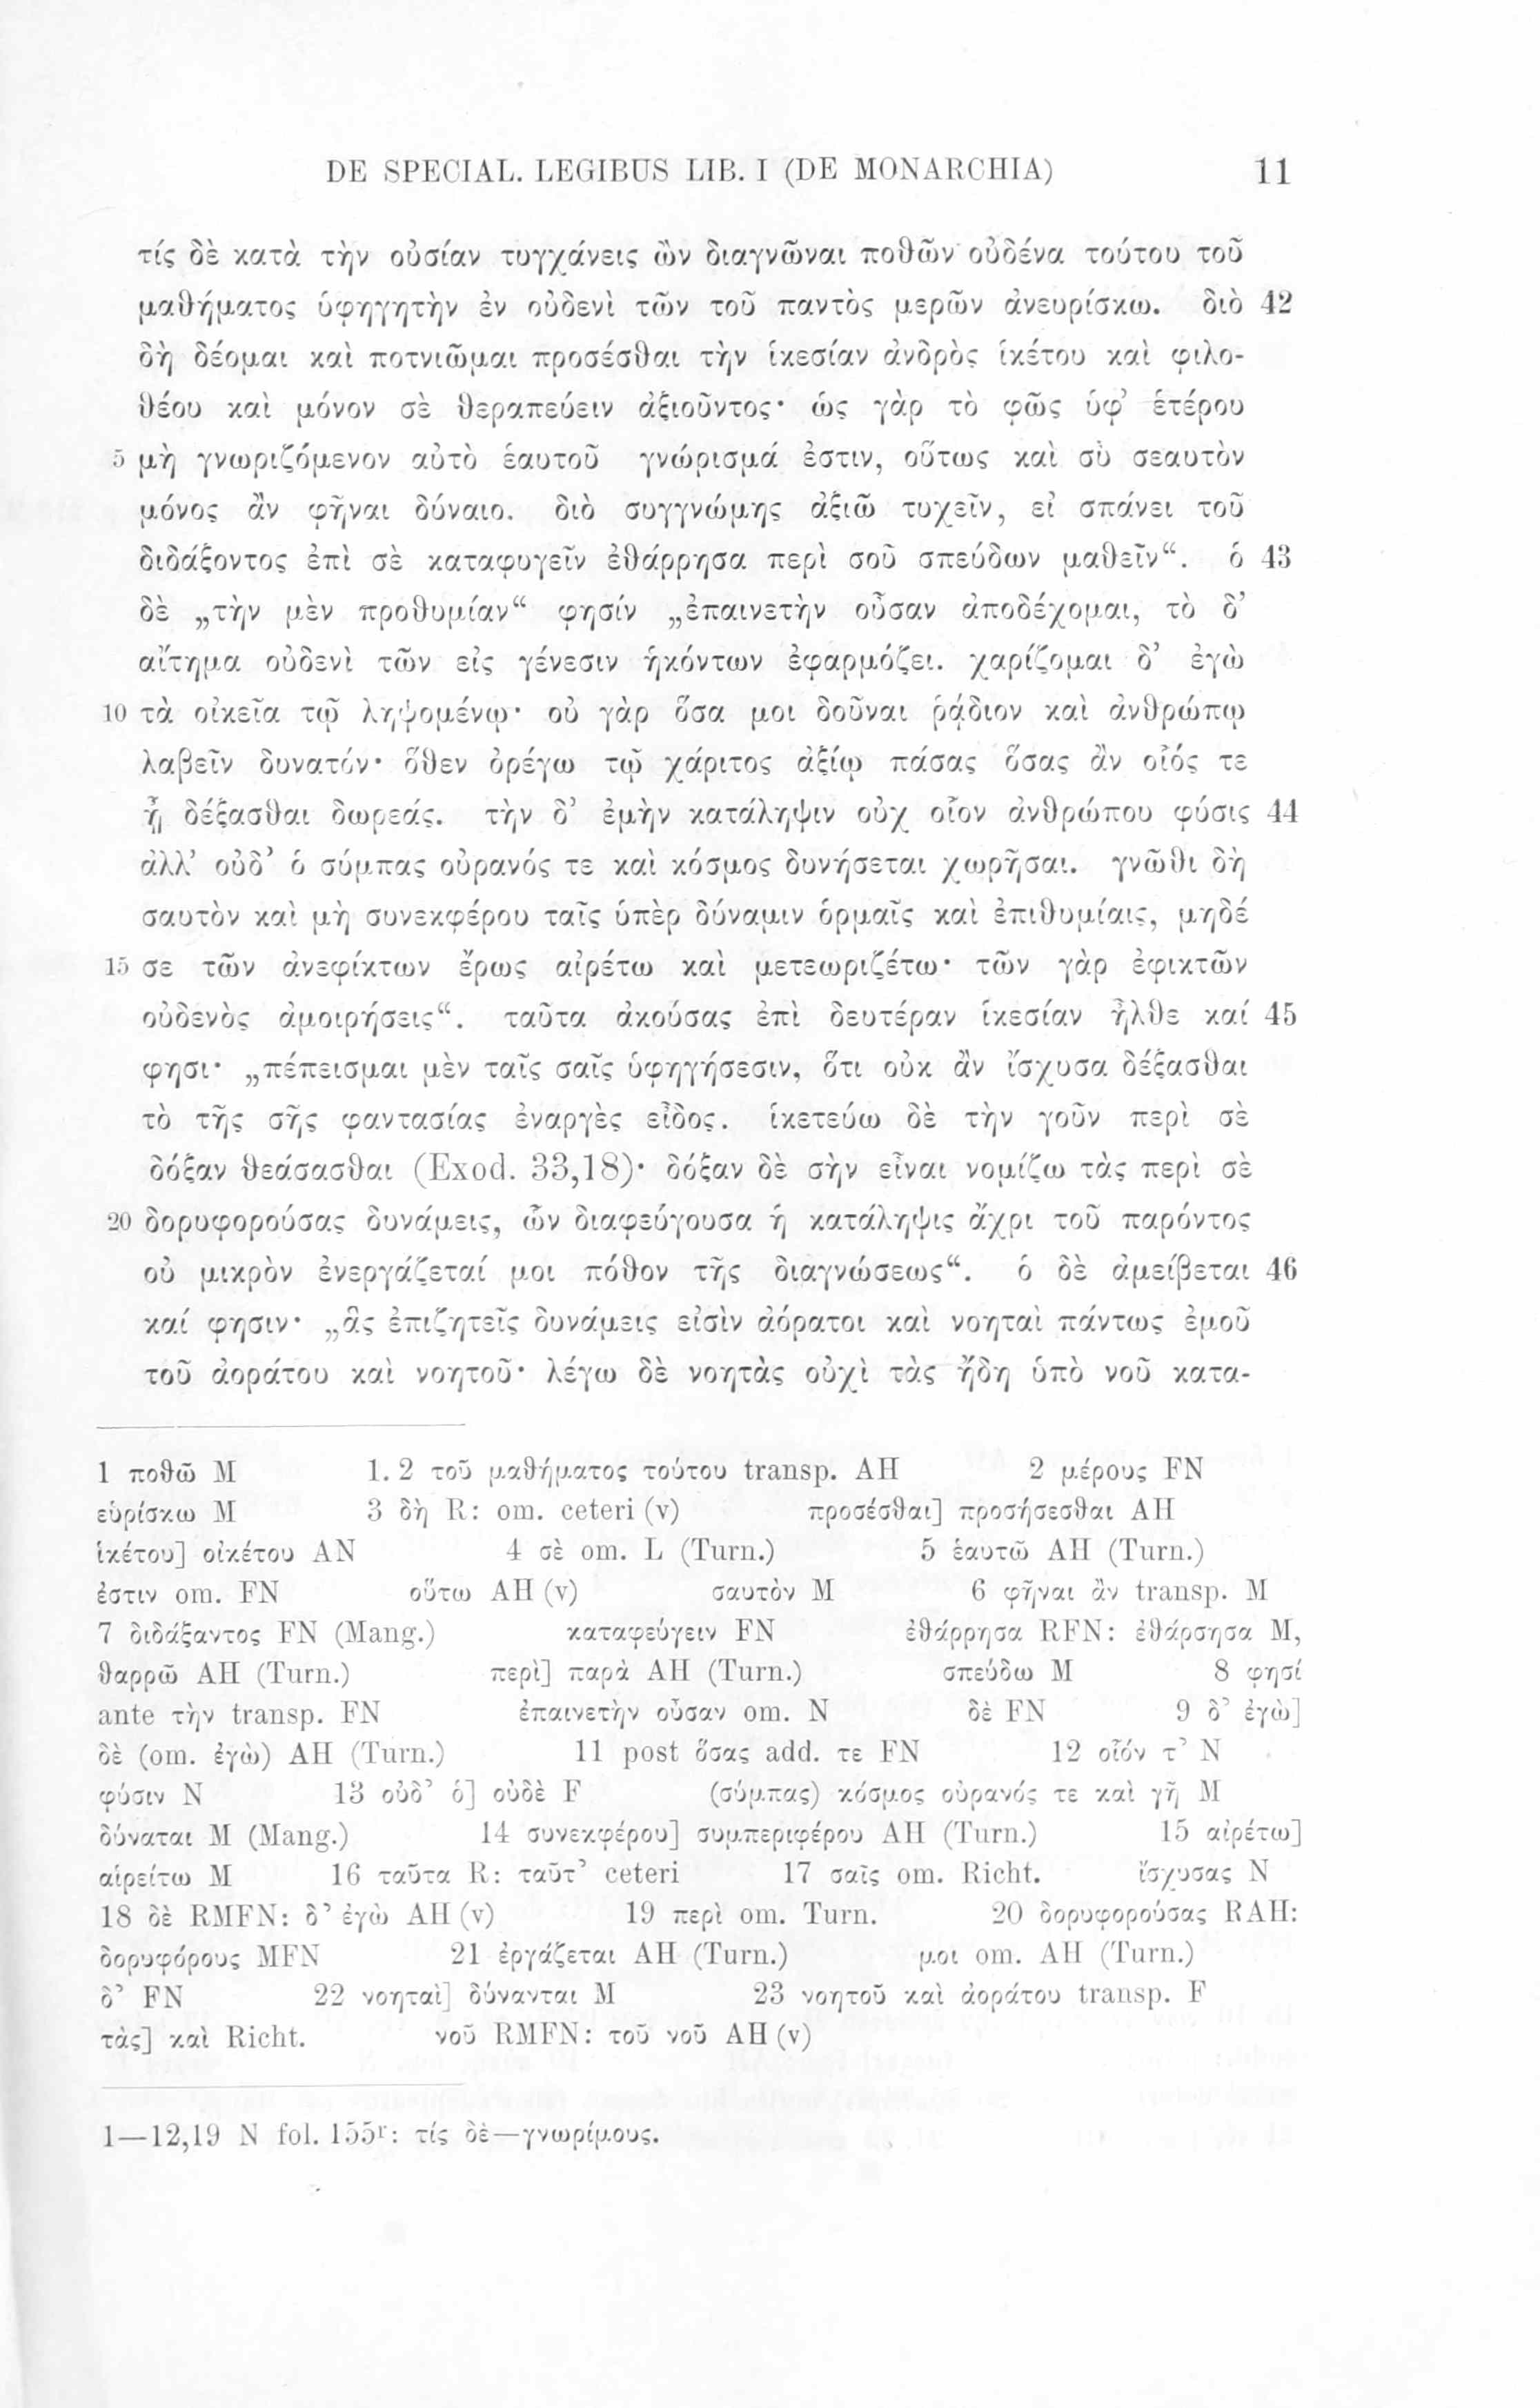 DE SPECIAL. LEGIBUS LIB. I (DE MONARCHIA) 11
τίς δὲ κατὰ τὴν οὐσίαν τυγχάνεις ὢν διαγνῶναι ποθῶν οὐδένα τούτου τοῦ
μαθήματος ὑφηγητὴν ἐν οὐδενὶ τῶν τοῦ παντὸς μερῶν ἀνευρίσκω. διὸ 42
δὴ δέομαι καὶ ποτνιῶμαι προσέσθαι τὴν ἱκεσίαν ἀνδρὸς ἱκέτου καὶ φιλο-
θέου καὶ μόνον σὲ θεραπεύειν ἀξιοῦντος· ὡς γὰρ τὸ φῶς ὑφ’ ἑτέρου
5 μὴ γνωριζόμενον αὐτὸ ἑαυτοῦ γνώρισμά ἐστιν, οὕτως καὶ σὺ σεαυτὸν
μόνος ἂν φῆναι δύναιο. διὸ συγγνώμης ἀξιῶ τυχεῖν, εἰ σπάνει τοῦ
διδάξοντος ἐπὶ σὲ καταφυγεῖν ἐθάρρησα περὶ σοῦ σπεύδων μαθεῖν“. ὁ 43
δὲ „τὴν μὲν προθυμίαν“ φησίν „ἐπαινετὴν οὖσαν ἀποδέχομαι, τὸ δ’
αἴτημα οὐδενὶ τῶν εἰς γένεσιν ἡκόντων ἐφαρμόζει. χαρίζομαι δ’ ἐγὼ
10 τὰ οἰκεῖα τῷ ληψομένῳ· οὐ γὰρ ὅσα μοι δοῦναι ῥᾴδιον καὶ ἀνθρώπῳ
λαβεῖν δυνατόν· ὅθεν ὀρέγω τῷ χάριτος ἀξίῳ πάσας ὅσας ἂν οἷός τε
ᾖ δέξασθαι δωρεάς. τὴν δ’ ἐμὴν κατάληψιν οὐχ οἷον ἀνθρώπου φύσις 44
ἀλλ’ οὐδ’ ὁ σύμπας οὐρανός τε καὶ κόσμος δυνήσεται χωρῆσαι. γνῶθι δὴ
σαυτὸν καὶ μὴ συνεκφέρου ταῖς ὑπὲρ δύναμιν ὁρμαῖς καὶ ἐπιθυμίαις, μηδέ
15 σε τῶν ἀνεφίκτων ἔρως αἱρέτω καὶ μετεωριζέτω· τῶν γὰρ ἐφικτῶν
οὐδενὸς ἀμοιρήσεις“. ταῦτα ἀκούσας ἐπὶ δευτέραν ἱκεσίαν ἦλθε καί 45
φησι· „πέπεισμαι μὲν ταῖς σαῖς ὑφηγήσεσιν, ὅτι οὐκ ἂν ἴσχυσα δέξασθαι
τὸ τῆς σῆς φαντασίας ἐναργὲς εἶδος. ἱκετεύω δὲ τὴν γοῦν περὶ σὲ
δόξαν θεάσασθαι (Exod. 33,18)· δόξαν δὲ σὴν εἶναι νομίζω τὰς περὶ σὲ
20 δορυφορούσας δυνάμεις, ὧν διαφεύγουσα ἡ κατάληψις ἄχρι τοῦ παρόντος
οὐ μικρὸν ἐνεργάζεταί μοι πόθον τῆς διαγνώσεως“. ὁ δὲ ἀμείβεται 46
καί φησιν· „ἃς ἐπιζητεῖς δυνάμεις εἰσὶν ἀόρατοι καὶ νοηταὶ πάντως ἐμοῦ
τοῦ ἀοράτου καὶ νοητοῦ· λέγω δὲ νοητὰς οὐχὶ τὰς ἤδη ὑπὸ νοῦ κατα-
1 ποθῶ M 1. 2 τοῦ μαθήματος τούτου transp. AH 2 μέρους FN
εὑρίσκω M 3 δὴ R: om. ceteri (v) προσέσθαι] προσήσεσθαι AH
ἱκέτου] οἰκέτου AN 4 σὲ om. L (Turn.) 5 ἑαυτῶ AH (Turn.)
ἐστιν om. FN οὕτω AH (v) σαυτὸν M 6 φῆναι ἂν transp. M
7 διδάξαντος FN (Mang.) καταφεύγειν FN ἐθάρρησα RFN: ἐθάρσησα M,
θαρρῶ AH (Turn.) περὶ] παρὰ AH (Turn.) σπεύδω M 8 φησί
ante τὴν transp. FN ἐπαινετὴν οὖσαν om. N δὲ FN 9 δ’ ἐγὼ]
δὲ (om. ἐγὼ) AH (Turn.) 11 post ὅσας add. τε FN 12 οἷόν τ’ N
φύσιν N 13 οὐδ’ ὁ] οὐδὲ F (σύμπας) κόσμος οὐρανός τε καὶ γῆ M
δύναται M (Mang.) 14 συνεκφέρου] συμπεριφέρου AH (Turn.) 15 αἱρέτω]
αἱρείτω M 16 ταῦτα R: ταῦτ’ ceteri 17 σαῖς om. Richt. ἴσχυσας N
18 δὲ RMFN: δ’ ἐγὼ AH (v) 19 περὶ om. Turn. 20 δορυφορούσας RAH:
δορυφόρους MFN 21 ἐργάζεται AH (Turn.) μοι om. AH (Turn.)
δ’ FN 22 νοηταὶ] δύνανται M 23 νοητοῦ καὶ ἀοράτου transp. F
τὰς] καὶ Richt. νοῦ RMFN: τοῦ νοῦ AH (v)
1—12,19 N fol. 155r: τίς δὲ—γνωρίμους.